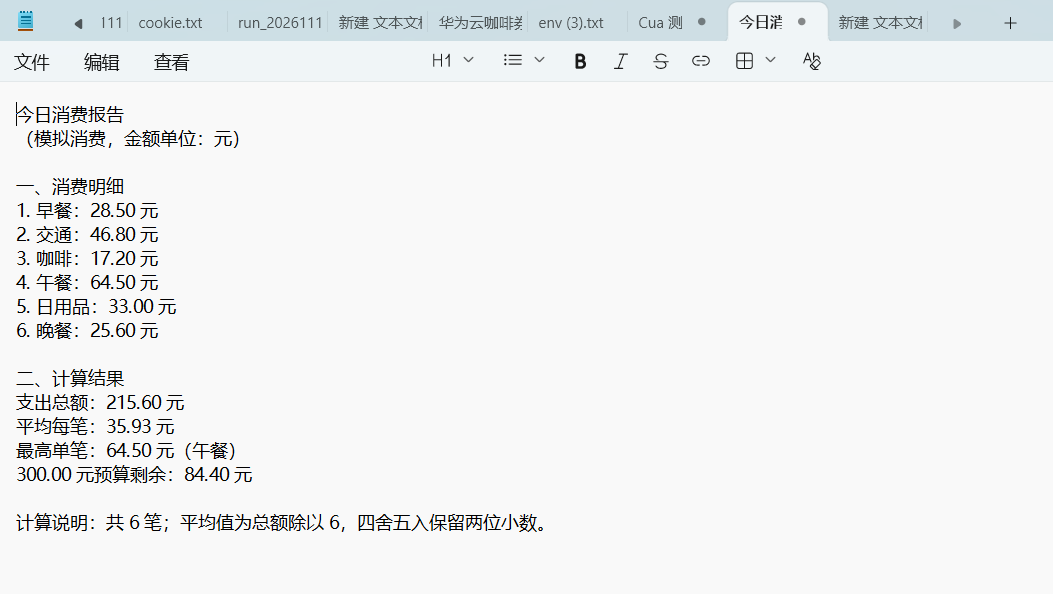 111
cookie.txt
run_2026111
新建 文本文
华为云咖啡
env (3).txt
Cua 测
今日消
新建 文本文
文件 编辑 查看
H1
B
今日消费报告
（模拟消费，金额单位：元）
一、消费明细
1. 早餐：28.50 元
2. 交通：46.80 元
3. 咖啡：17.20 元
4. 午餐：64.50 元
5. 日用品：33.00 元
6. 晚餐：25.60 元
二、计算结果
支出总额：215.60 元
平均每笔：35.93 元
最高单笔：64.50 元（午餐）
300.00 元预算剩余：84.40 元
计算说明：共 6 笔；平均值为总额除以 6，四舍五入保留两位小数。